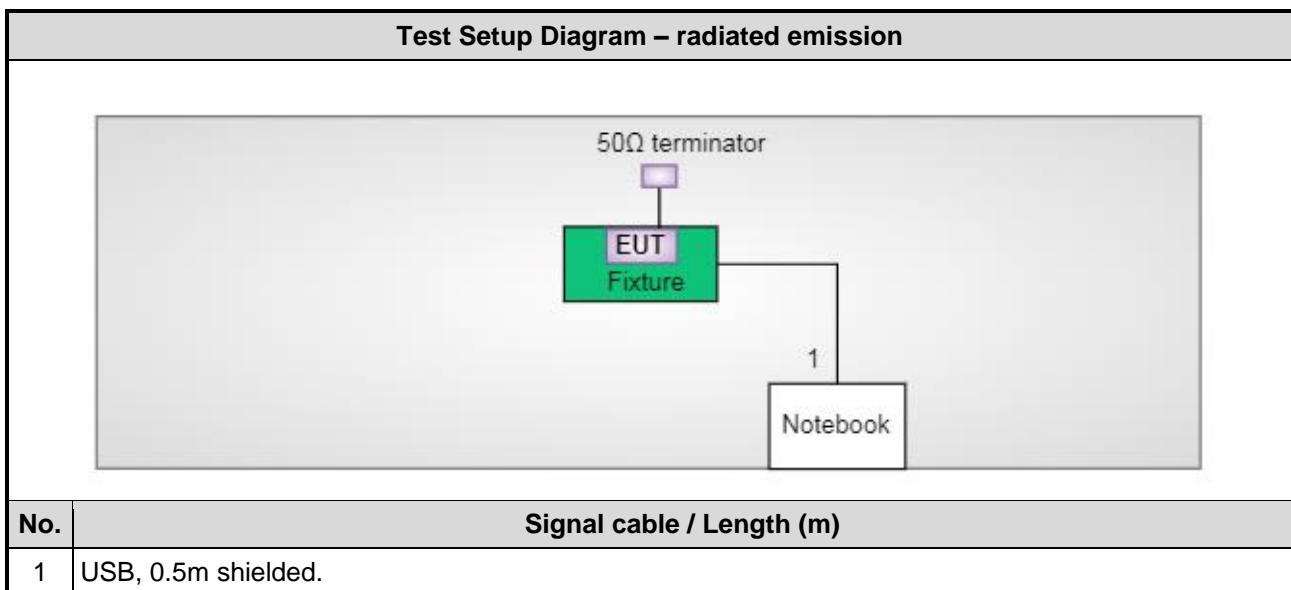 Test Setup Diagram – radiated emission
50Ω terminator
EUT
Fixture
1
Notebook
No. Signal cable / Length (m)
1 USB, 0.5m shielded.